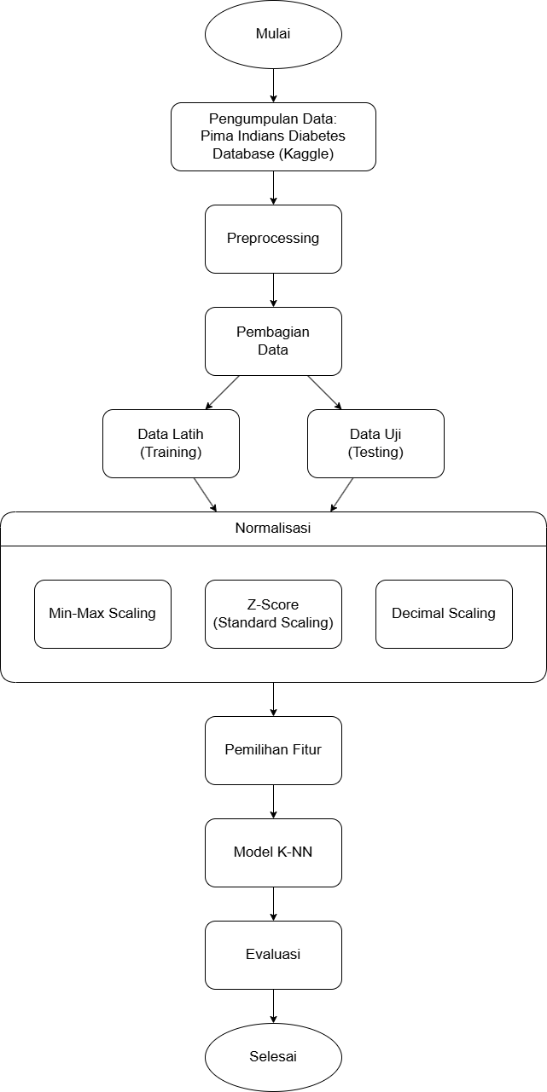 Mulai
Pengumpulan Data:
Pima Indians Diabetes
Database (Kaggle)
Preprocessing
Pembagian
Data
Data Latih
(Training)
Data Uji
(Testing)
Normalisasi
Min-Max Scaling
Z-Score
(Standard Scaling)
Decimal Scaling
Pemilihan Fitur
Model K-NN
Evaluasi
Selesai